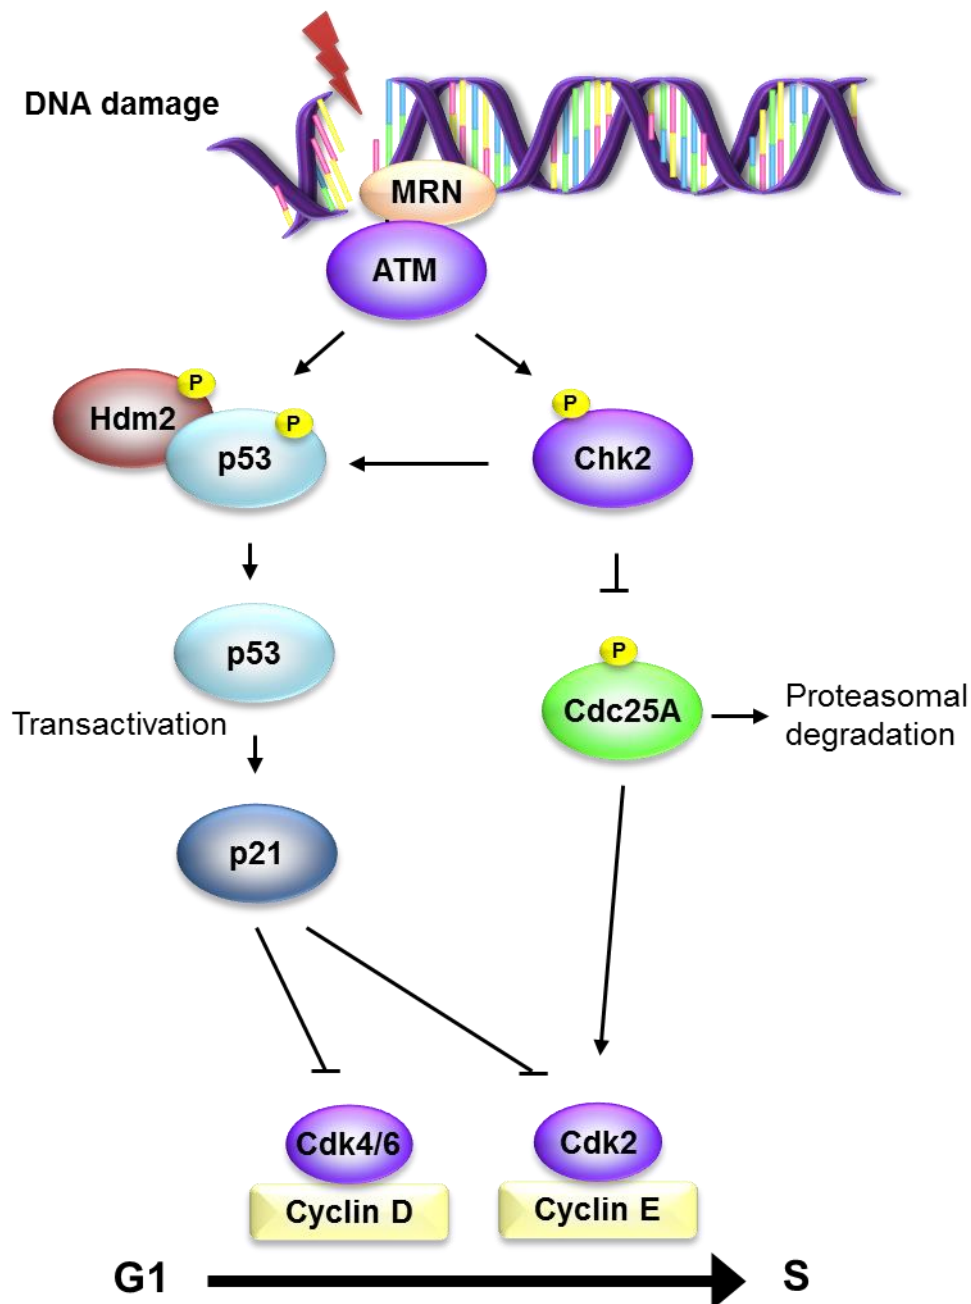 DNA damage
MRN
ATM
Hdm2
P
p53
P
P
Chk2
p53
P
Cdc25A
Proteasomal
degradation
Transactivation
p21
Cdk4/6
Cyclin D
Cdk2
Cyclin E
G1
S